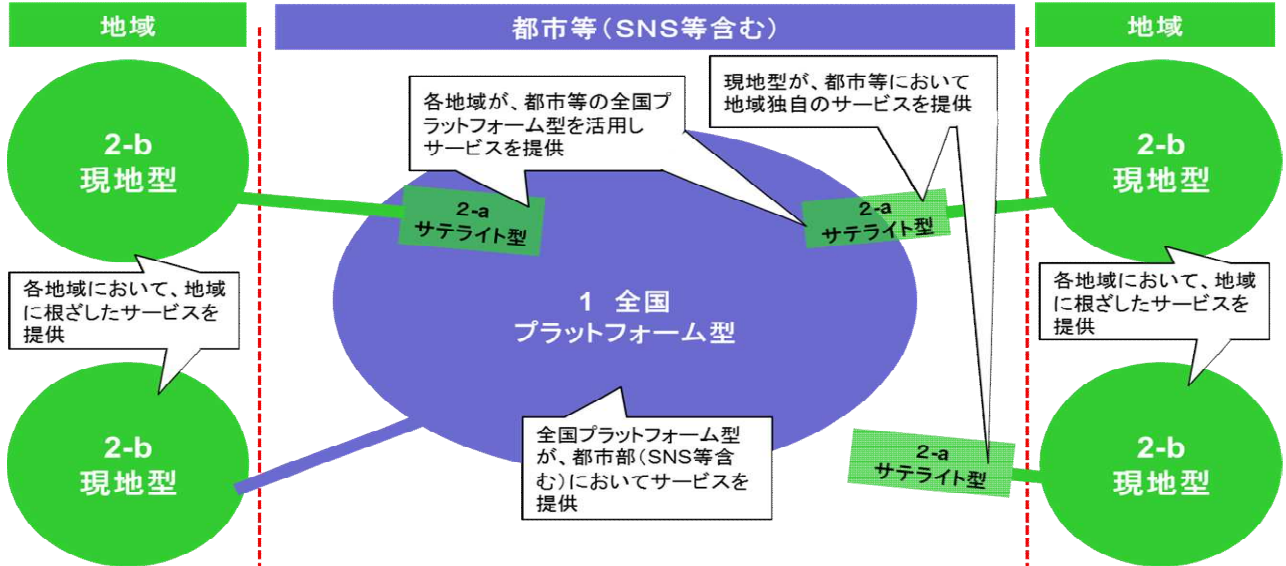 地域
都市等（SNS等含む）
地域
2-b
現地型
各地域が、都市等の全国プ
ラットフォーム型を活用し
サービスを提供
現地型が、都市等において
地域独自のサービスを提供
2-b
現地型
2-a
サテライト型
2-a
サテライト型
各地域において、地域
に根ざしたサービスを
提供
1 全国
プラットフォーム型
各地域において、地域
に根ざしたサービスを
提供
2-b
現地型
全国プラットフォーム型
が、都市部（SNS等含
む）においてサービスを
提供
2-a
サテライト型
2-b
現地型